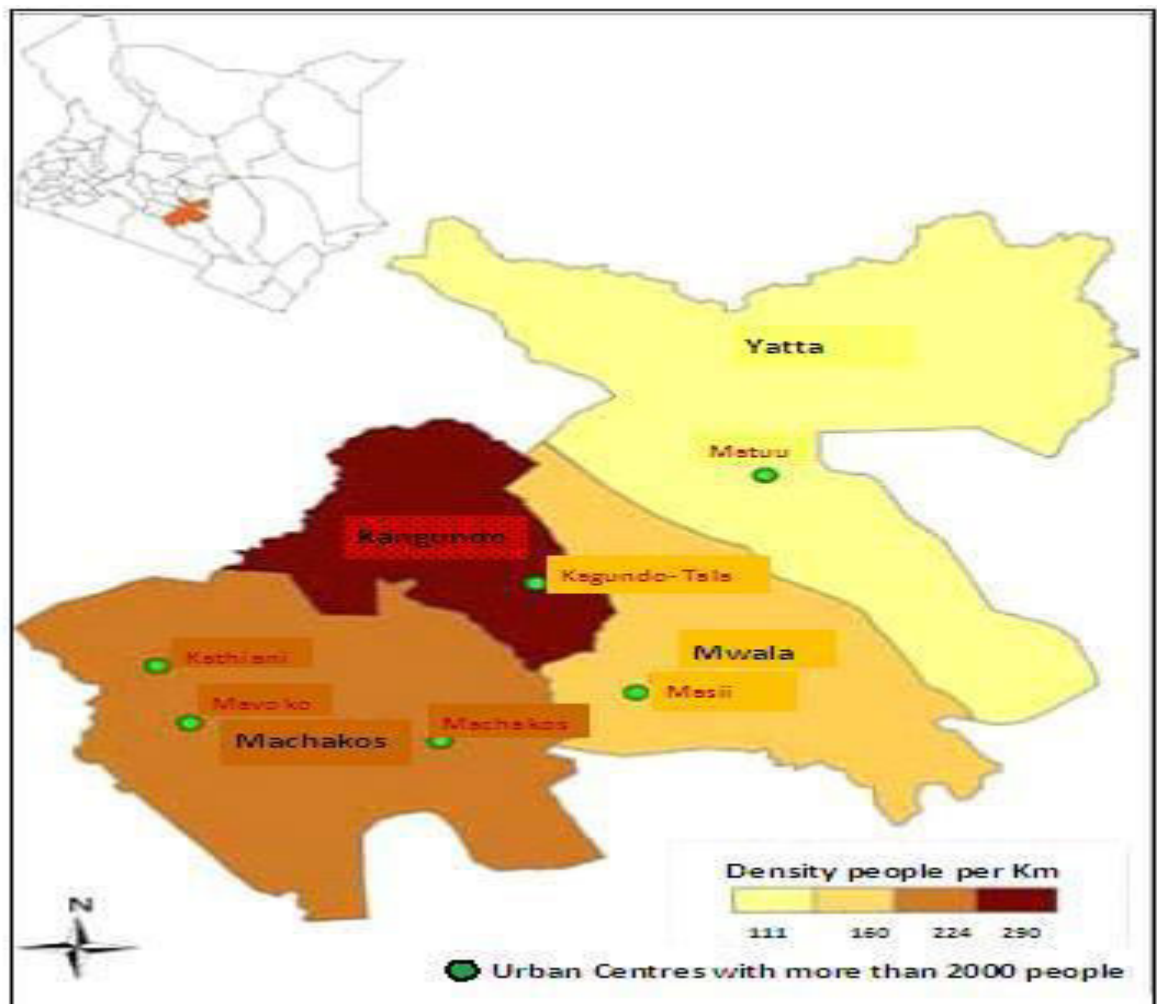 Yatta
Matuu
Kangundo
Kagundo-Tala
Mwala
Kathiani
Masii
Mavoko
Machakos
Machakos
Density people per Km
111 160 224 290
N
Urban Centres with more than 2000 people